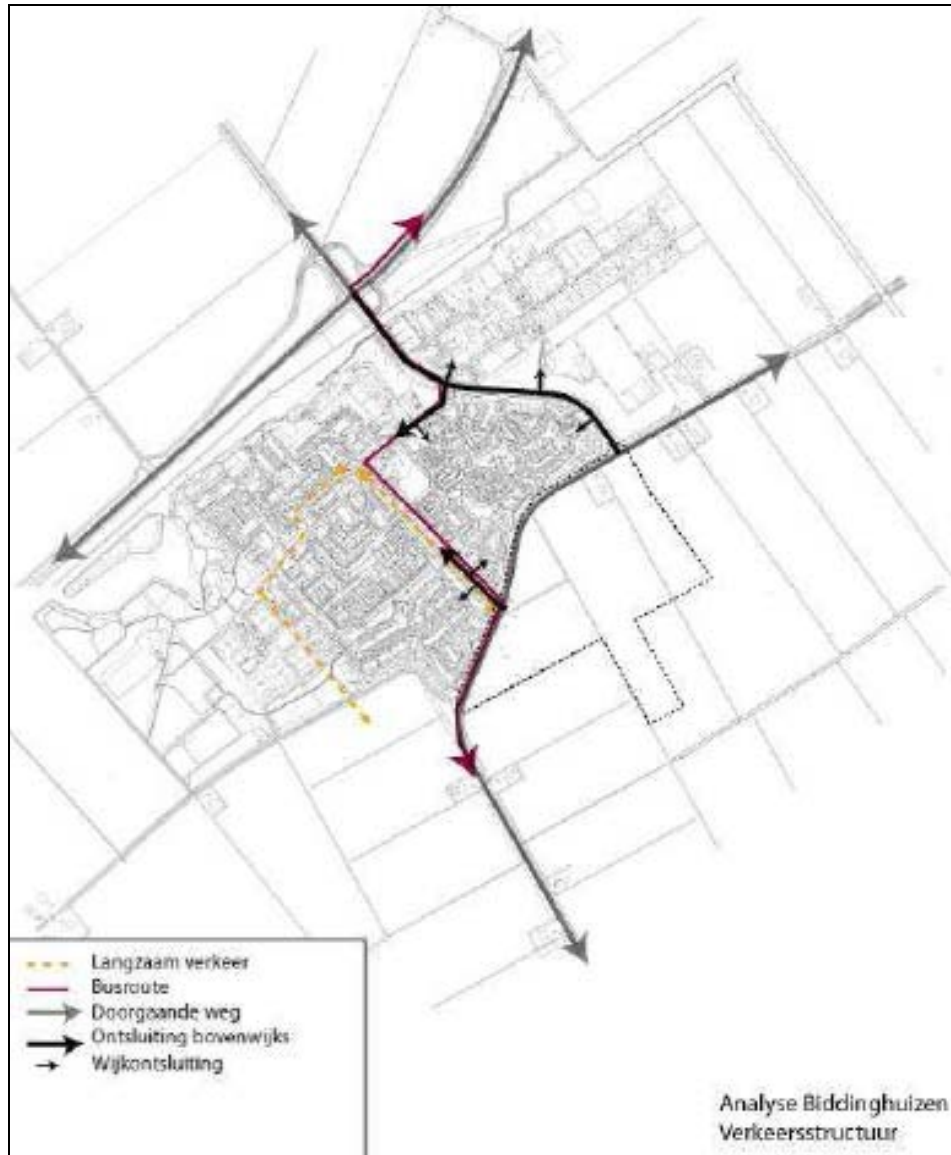 Langzaam verkeer
Busroute
Doorgaande weg
Ontsluiting bovenwijks
Wijkontsluiting
Analyse Biddinghuizen
Verkeersstructuur